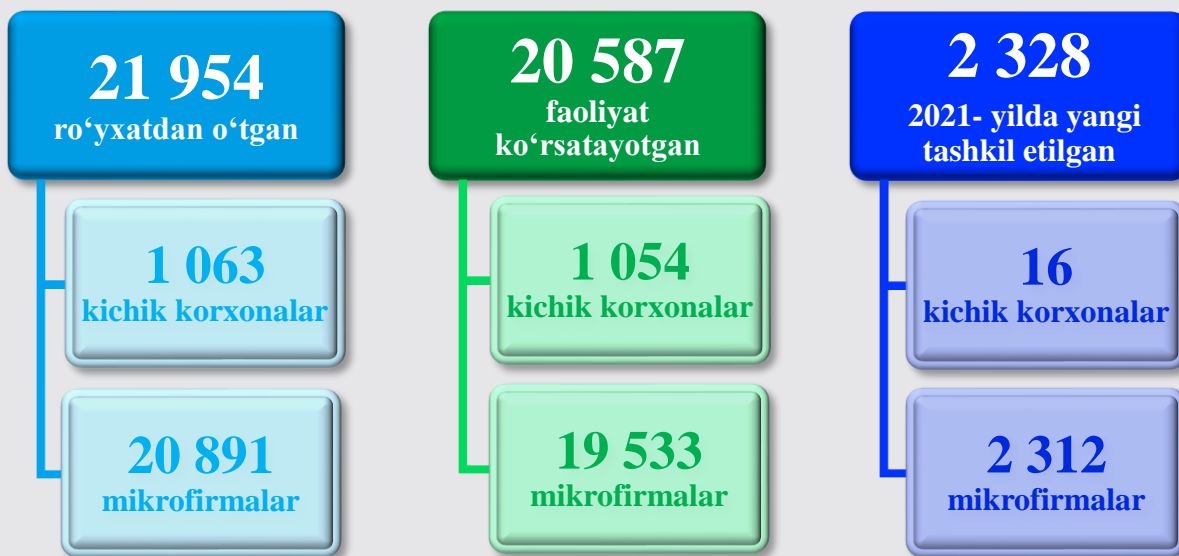 21 954
ro‘yxatdan o‘tgan
1 063
kichik korxonalar
20 891
mikrofirmalar
20 587
faoliyat
ko‘rsatayotgan
1 054
kichik korxonalar
19 533
mikrofirmalar
2 328
2021- yilda yangi
tashkil etilgan
16
kichik korxonalar
2 312
mikrofirmalar